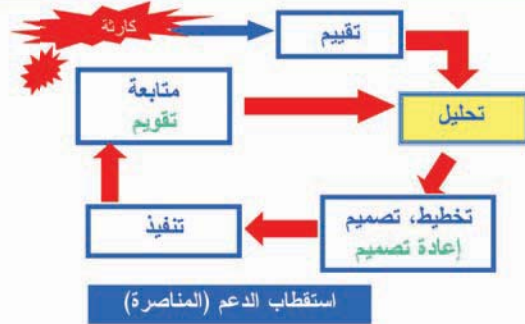 كارثة
تقييم
متابعة
تقويم
تحليل
تخطيط، تصميم
إعادة تصميم
تنفيذ
استقطاب الدعم (المناصرة)